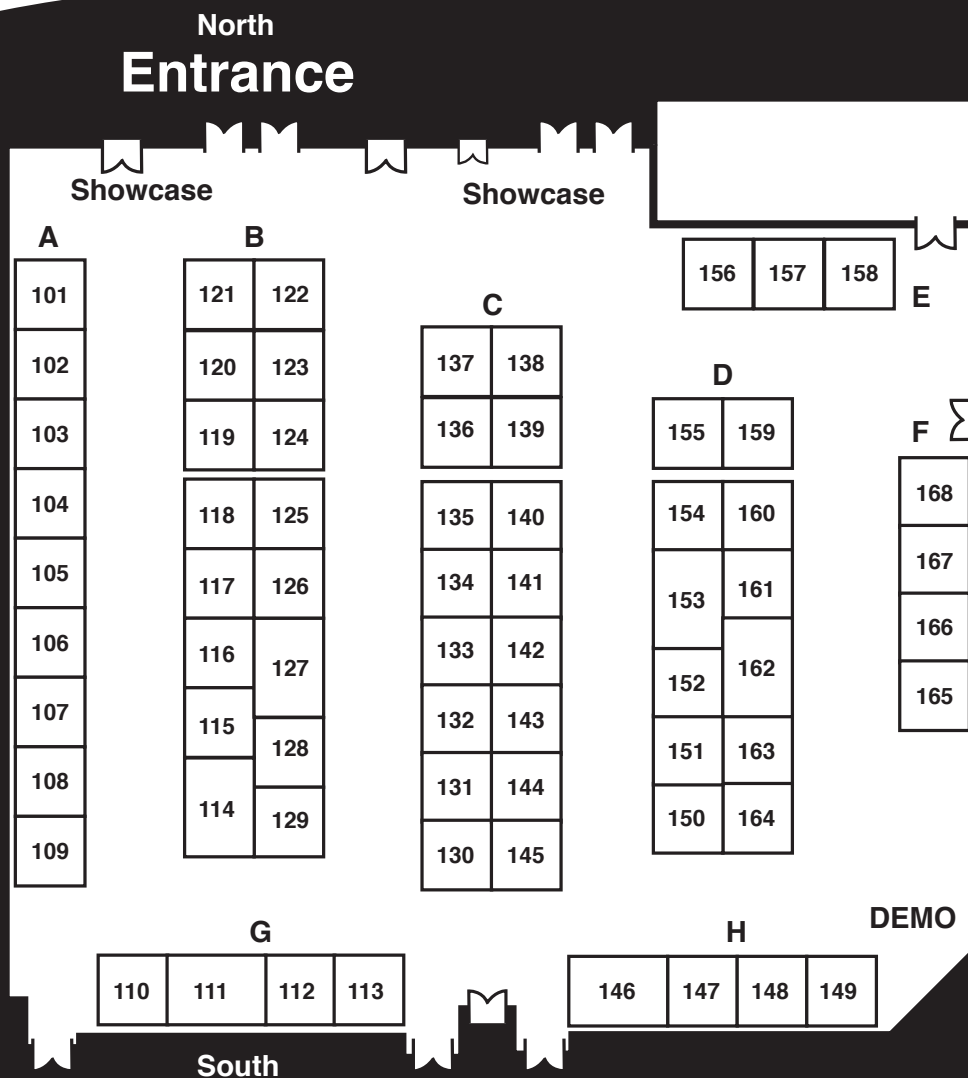 North
Entrance
Showcase
Showcase
A
B
C
D
E
F
101
102
103
104
105
106
107
108
109
121 122
120 123
119 124
118 125
117 126
116 127
115 128
114 129
137 138
136 139
135 140
134 141
133 142
132 143
131 144
130 145
156 157 158
155 159
154 160
153 161
152 162
151 163
150 164
168
167
166
165
DEMO
G
H
110 111 112 113
146 147 148 149
South